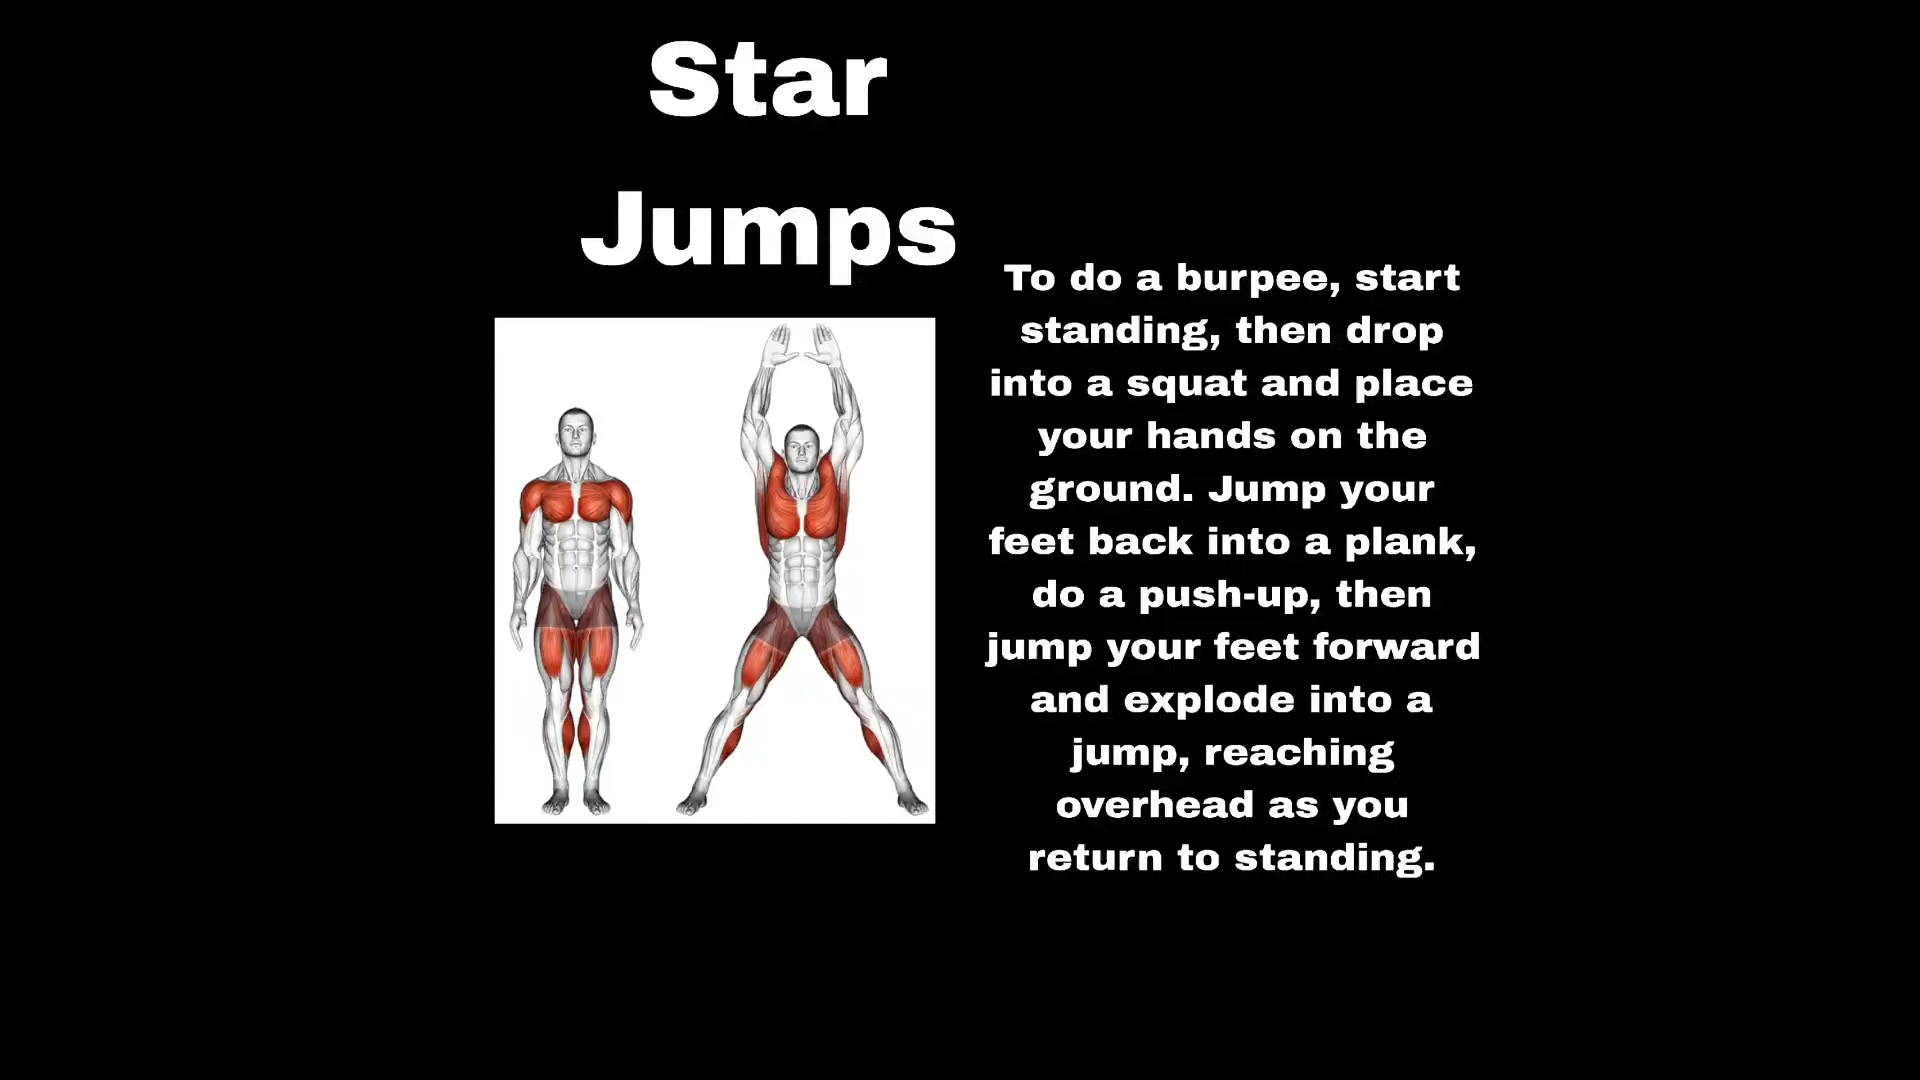 Star
Jumps
To do a burpee, start
standing, then drop
into a squat and place
your hands on the
ground. Jump your
feet back into a plank,
do a push-up, then
jump your feet forward
and explode into a
jump, reaching
overhead as you
return to standing.